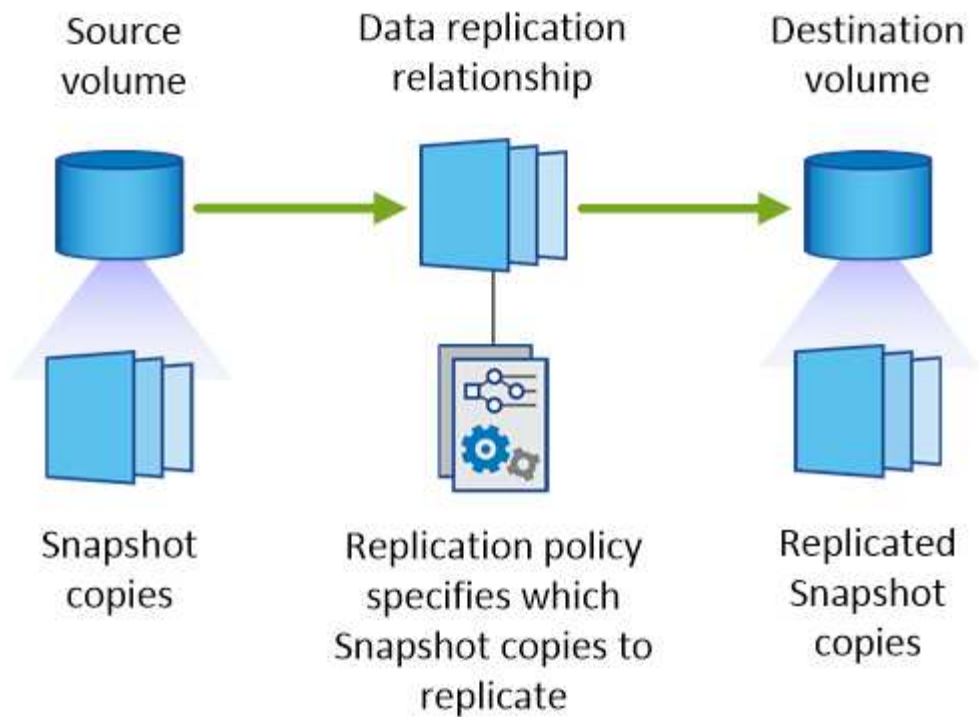 Source
volume
Data replication
relationship
Destination
volume
Snapshot
copies
Replication policy
specifies which
Snapshot copies to
replicate
Replicated
Snapshot
copies